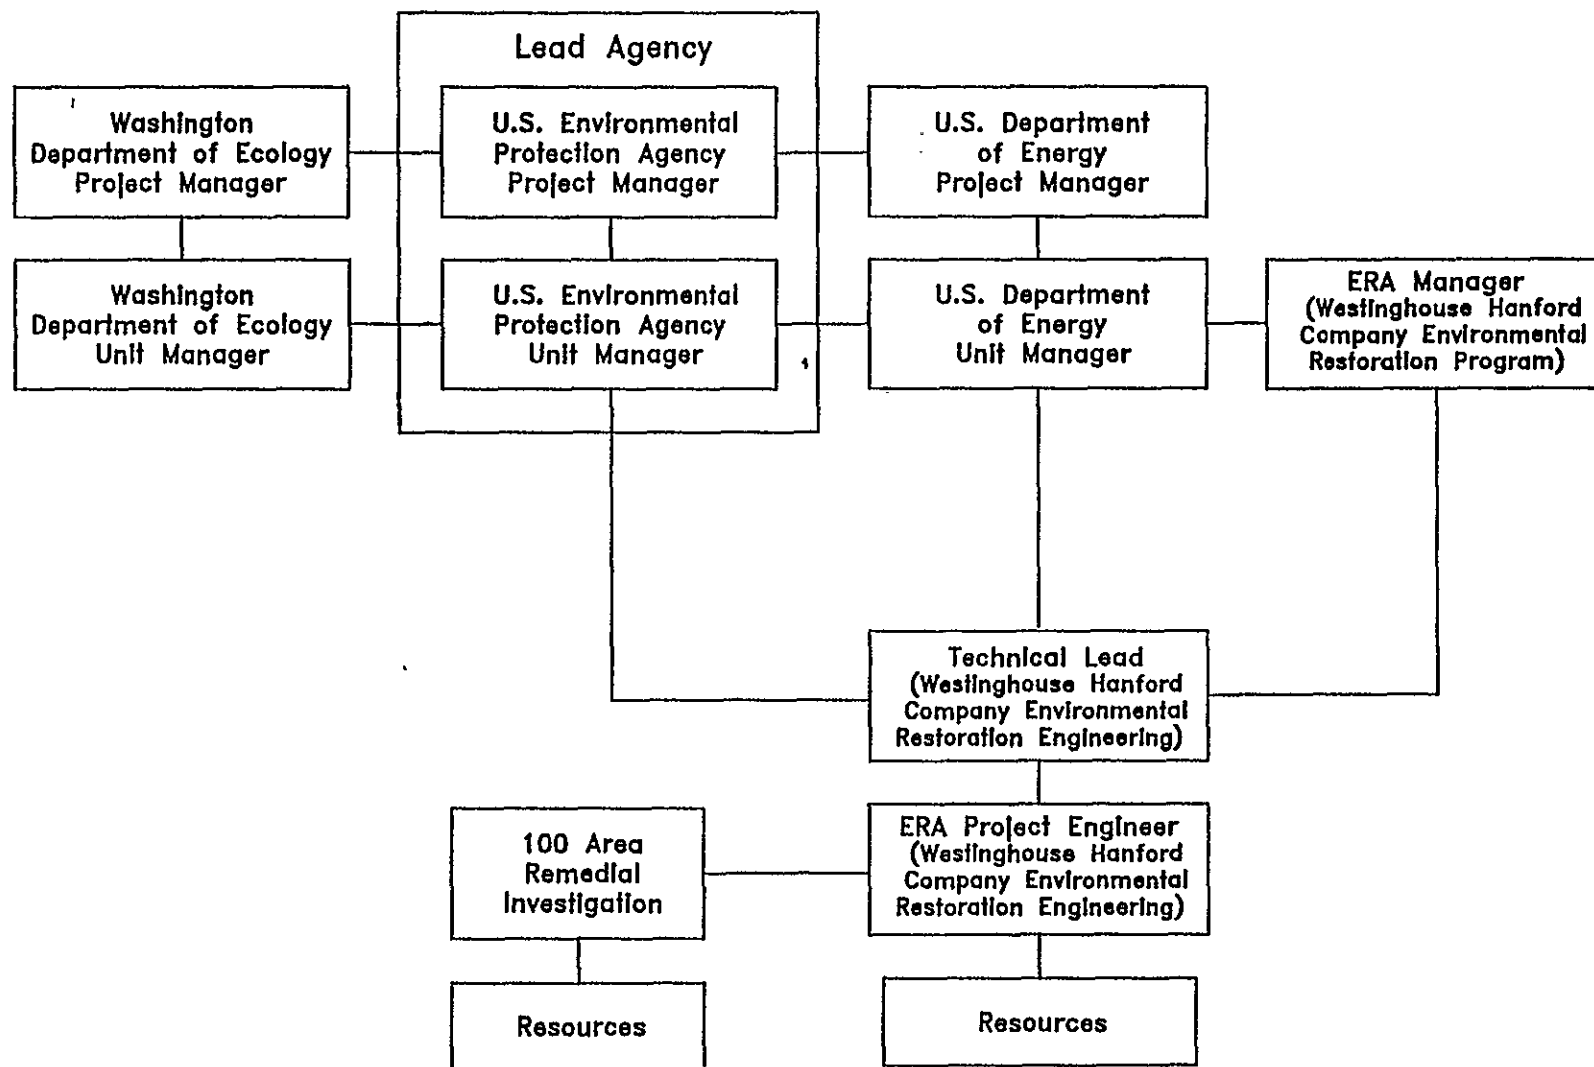 Lead Agency
Washington
Department of Ecology
Project Manager
U.S. Environmental
Protection Agency
Project Manager
U.S. Department
of Energy
Project Manager
Washington
Department of Ecology
Unit Manager
U.S. Environmental
Protection Agency
Unit Manager
U.S. Department
of Energy
Unit Manager
ERA Manager
(Westinghouse Hanford
Company Environmental
Restoration Program)
Technical Lead
(Westinghouse Hanford
Company Environmental
Restoration Engineering)
100 Area
Remedial
Investigation
ERA Project Engineer
(Westinghouse Hanford
Company Environmental
Restoration Engineering)
Resources
Resources